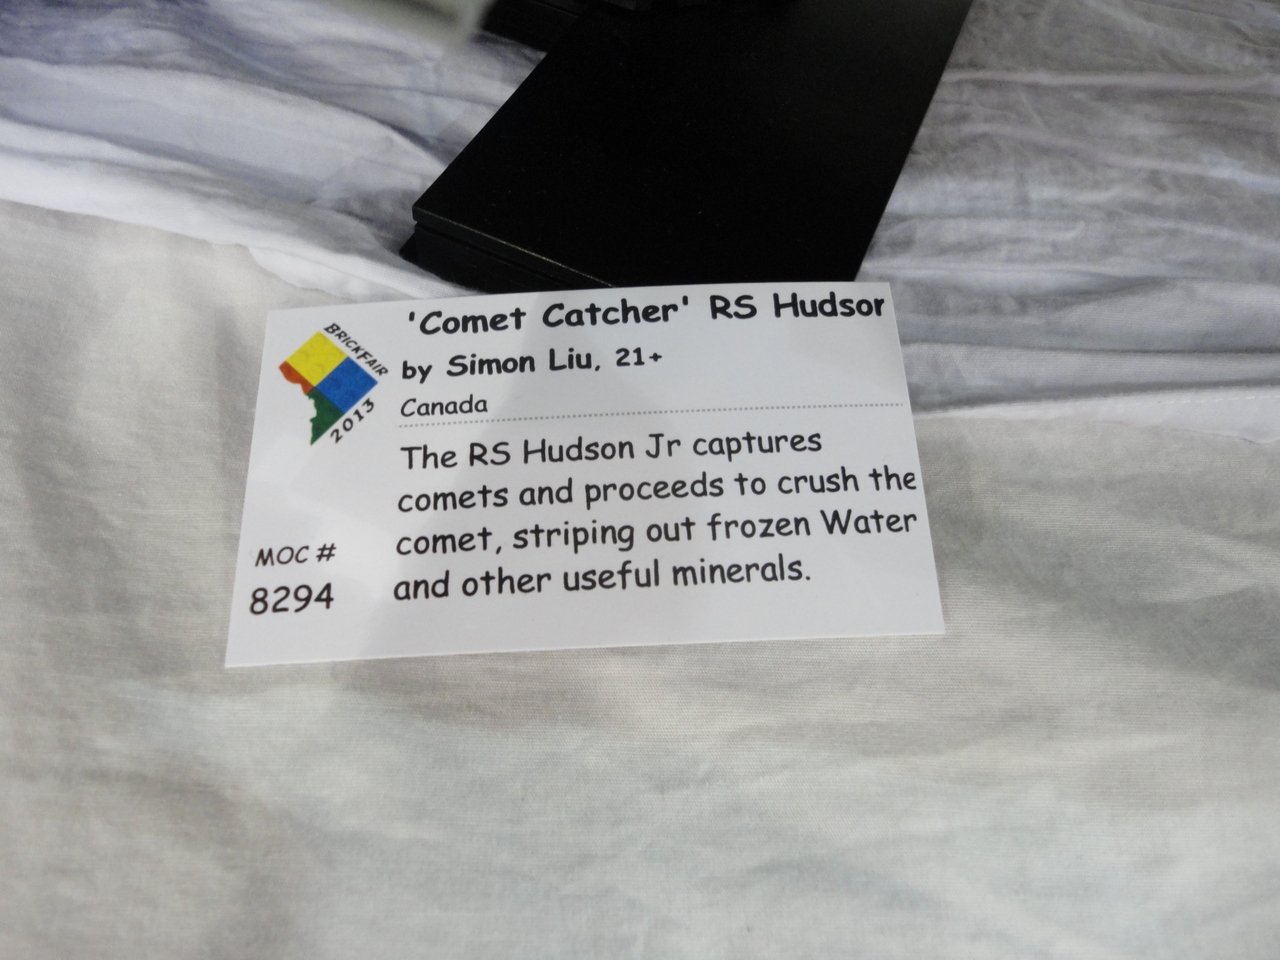 'Comet Catcher' RS Hudsor
by Simon Liu, 21+
Canada
BRICKFAIR
2013
The RS Hudson Jr captures
comets and proceeds to crush the
comet, striping out frozen Water
and other useful minerals.
MOC #
8294